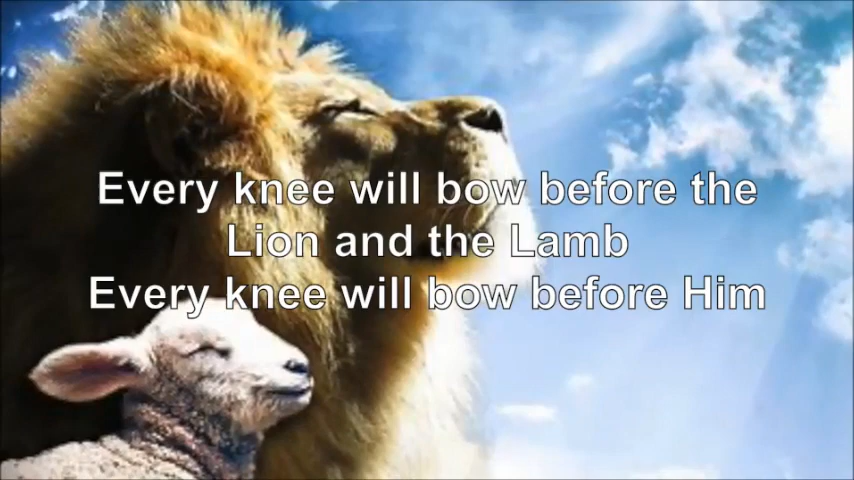 Every knee will bow before the
Lion and the Lamb
Every knee will bow before Him